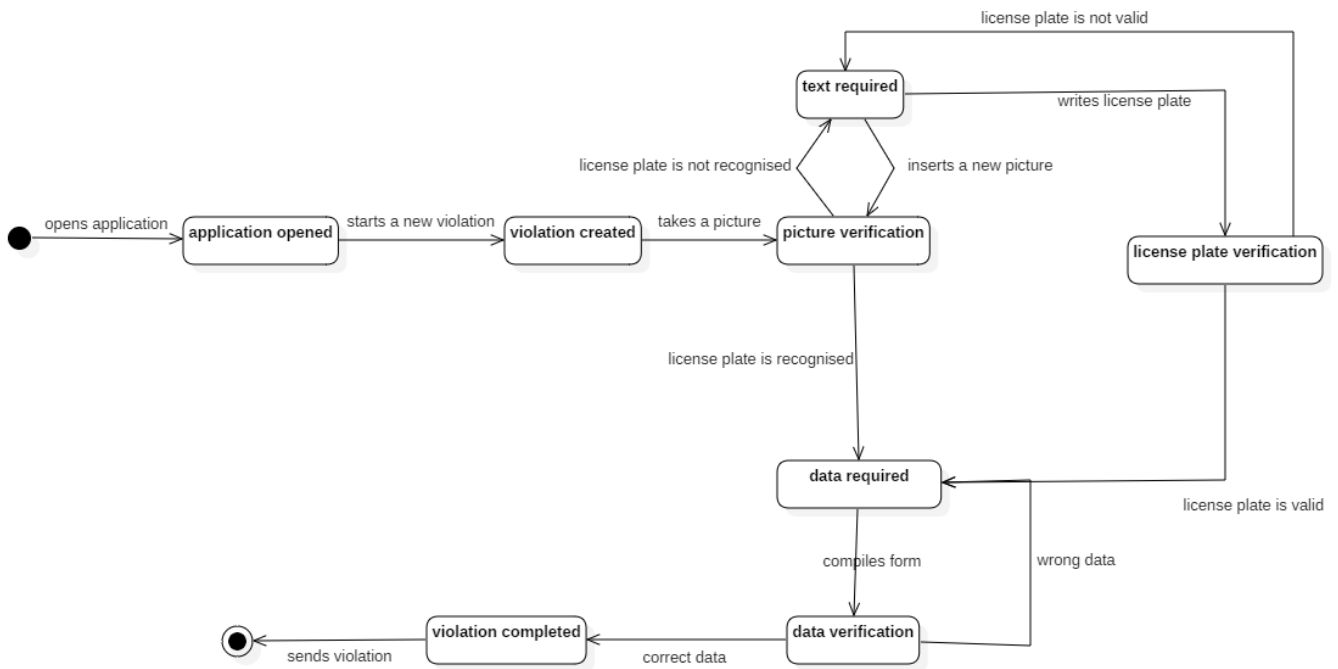 license plate is not valid
text required
writes license plate
license plate is not recognised
inserts a new picture
opens application
application opened
starts a new violation
violation created
takes a picture
picture verification
license plate verification
license plate is recognised
data required
license plate is valid
compiles form
wrong data
data verification
correct data
violation completed
sends violation